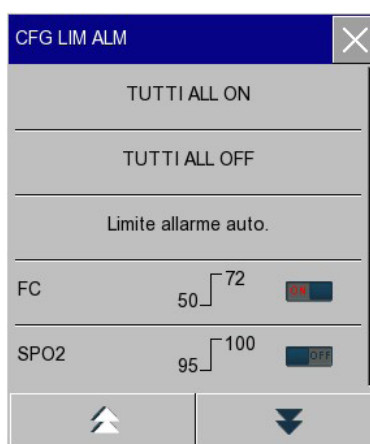 CFG LIM ALM
TUTTI ALL ON
TUTTI ALL OFF
Limite allarme auto.
FC 50 72 ON
SPO2 95 100 OFF